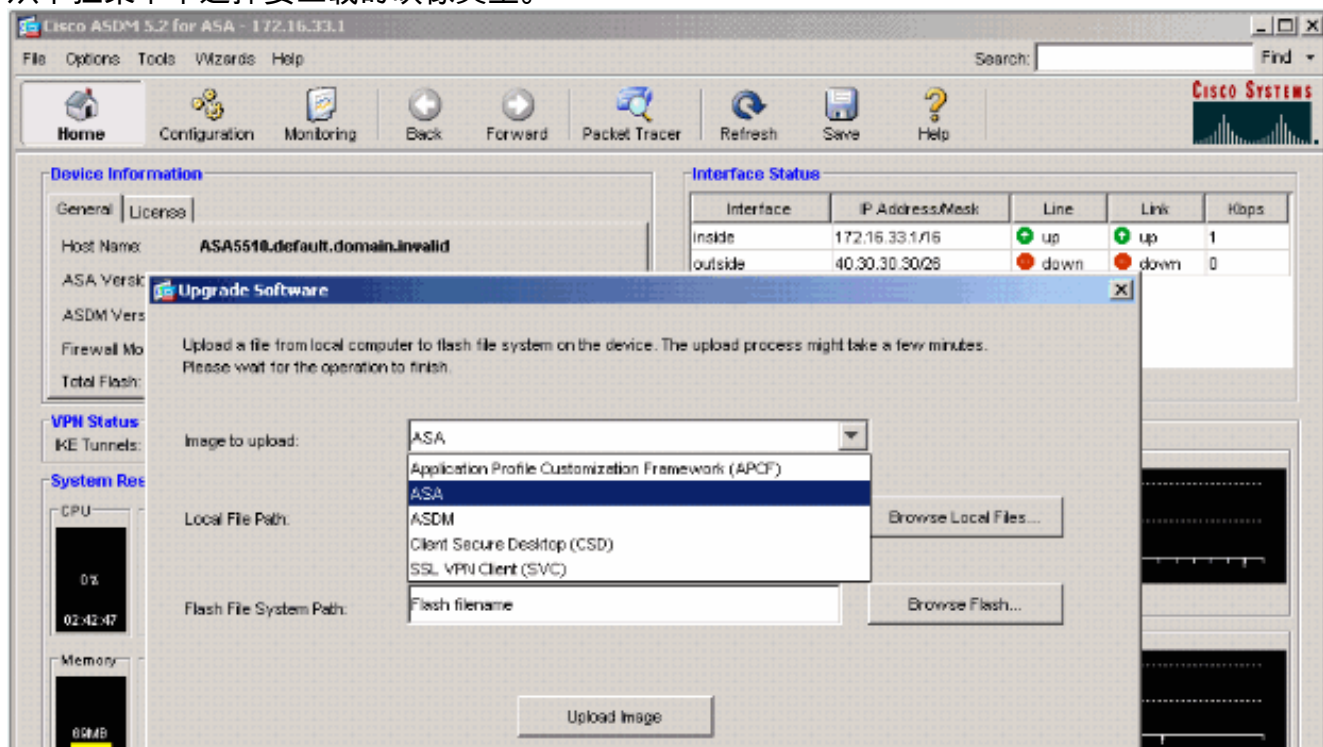 Cisco ASDM 5.2 for ASA - 172.16.33.1
File Options Tools Wizards Help
Search:
Find
Home
Configuration
Monitoring
Back
Forward
Packet Tracer
Refresh
Save
Help
CISCO SYSTEMS
Device Information
General
License
Host Name: ASA5510.default.domain.invalid
ASA Versic
ASDM Vers
Firewall Mo
Total Flash:
Interface Status
Interface IP Address/Mask Line Link Kbps
inside 172.16.33.1/16 up up 1
outside 40.30.30.30/28 down down 0
VPN Status
IKE Tunnels:
System Res
CPU
0%
02:42:47
Memory
69MB
Upgrade Software
Upload a file from local computer to flash file system on the device. The upload process might take a few minutes.
Please wait for the operation to finish.
Image to upload:
ASA
Application Profile Customization Framework (APCF)
ASA
ASDM
Client Secure Desktop (CSD)
SSL VPN Client (SVC)
Local File Path:
Browse Local Files...
Flash File System Path:
Flash filename
Browse Flash...
Upload Image